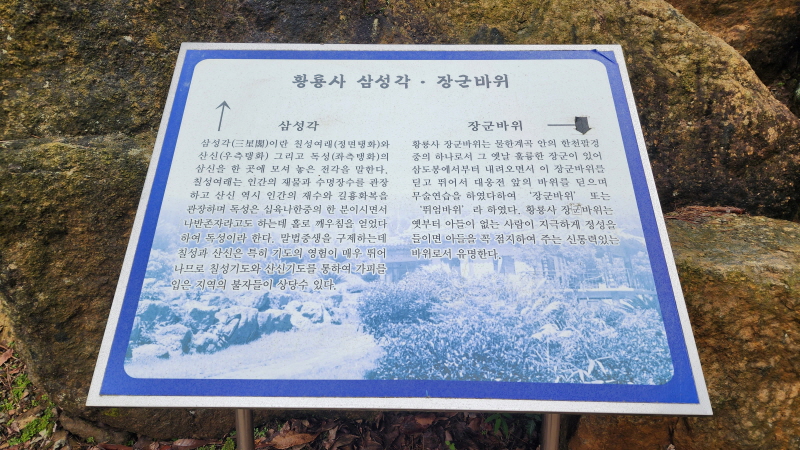 황룡사 삼성각 · 장군바위
삼성각
삼성각(三星閣)이란 칠성여래(정면탱화)와
산신(우측탱화) 그리고 독성(좌측탱화)의
삼신을 한 곳에 모셔 놓은 전각을 말한다.
칠성여래는 인간의 재물과 수명장수를 관장
하고 산신 역시 인간의 재수와 길흉화복을
관장하며 독성은 십육나한중의 한 분이시면서
나반존자라고도 하는데 홀로 깨우침을 얻었다
하여 독성이라 한다. 말법중생을 구제하는데
칠성과 산신은 특히 기도의 영험이 매우 뛰어
나므로 칠성기도와 산신기도를 통하여 가피를
입은 지역의 불자들이 상당수 있다.
장군바위
황룡사 장군바위는 물한계곡 안의 한천팔경
중의 하나로서 그 옛날 훌륭한 장군이 있어
삼도봉에서부터 내려오면서 이 장군바위를
딛고 뛰어서 대웅전 앞의 바위를 딛으며
무술연습을 하였다하여 '장군바위' 또는
'뛰엄바위' 라 하였다. 황룡사 장군바위는
옛부터 아들이 없는 사람이 지극하게 정성을
들이면 아들을 꼭 점지하여 주는 신통력있는
바위로서 유명한다.